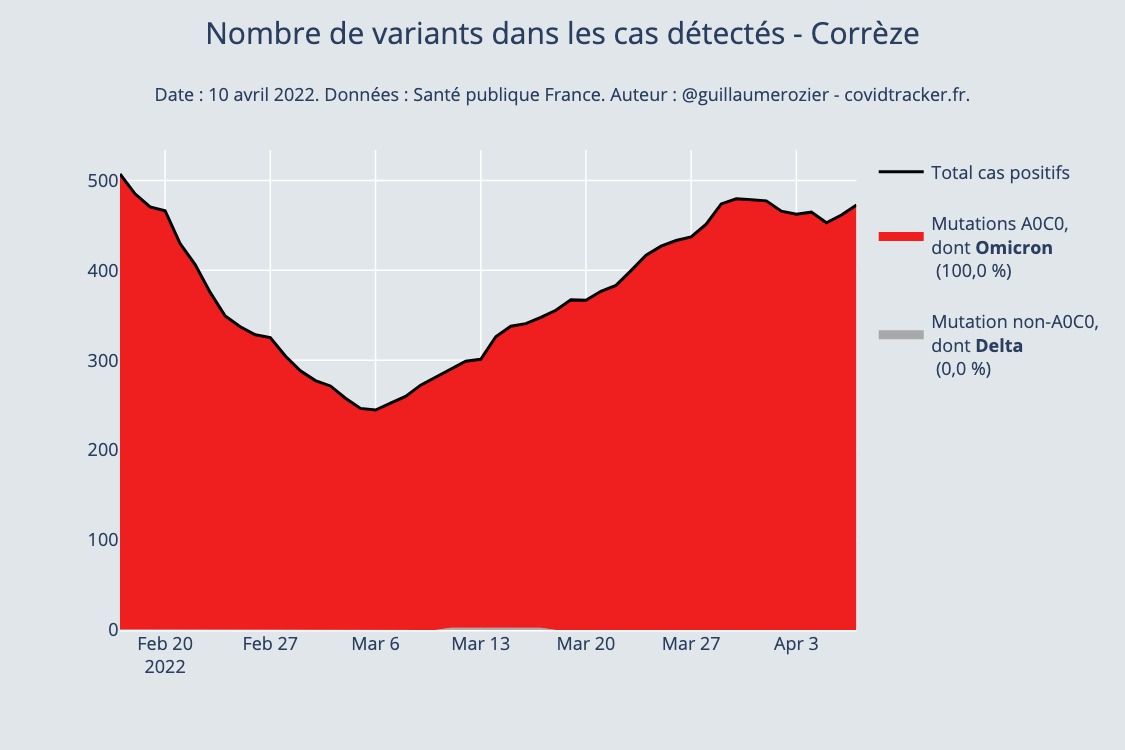 Nombre de variants dans les cas détectés - Corrèze
Date : 10 avril 2022. Données : Santé publique France. Auteur : @guillaumerozier - covidtracker.fr.
500
400
300
200
100
0
Feb 20
2022
Feb 27
Mar 6
Mar 13
Mar 20
Mar 27
Apr 3
Total cas positifs
Mutations A0C0,
dont Omicron
(100,0 %)
Mutation non-A0C0,
dont Delta
(0,0 %)